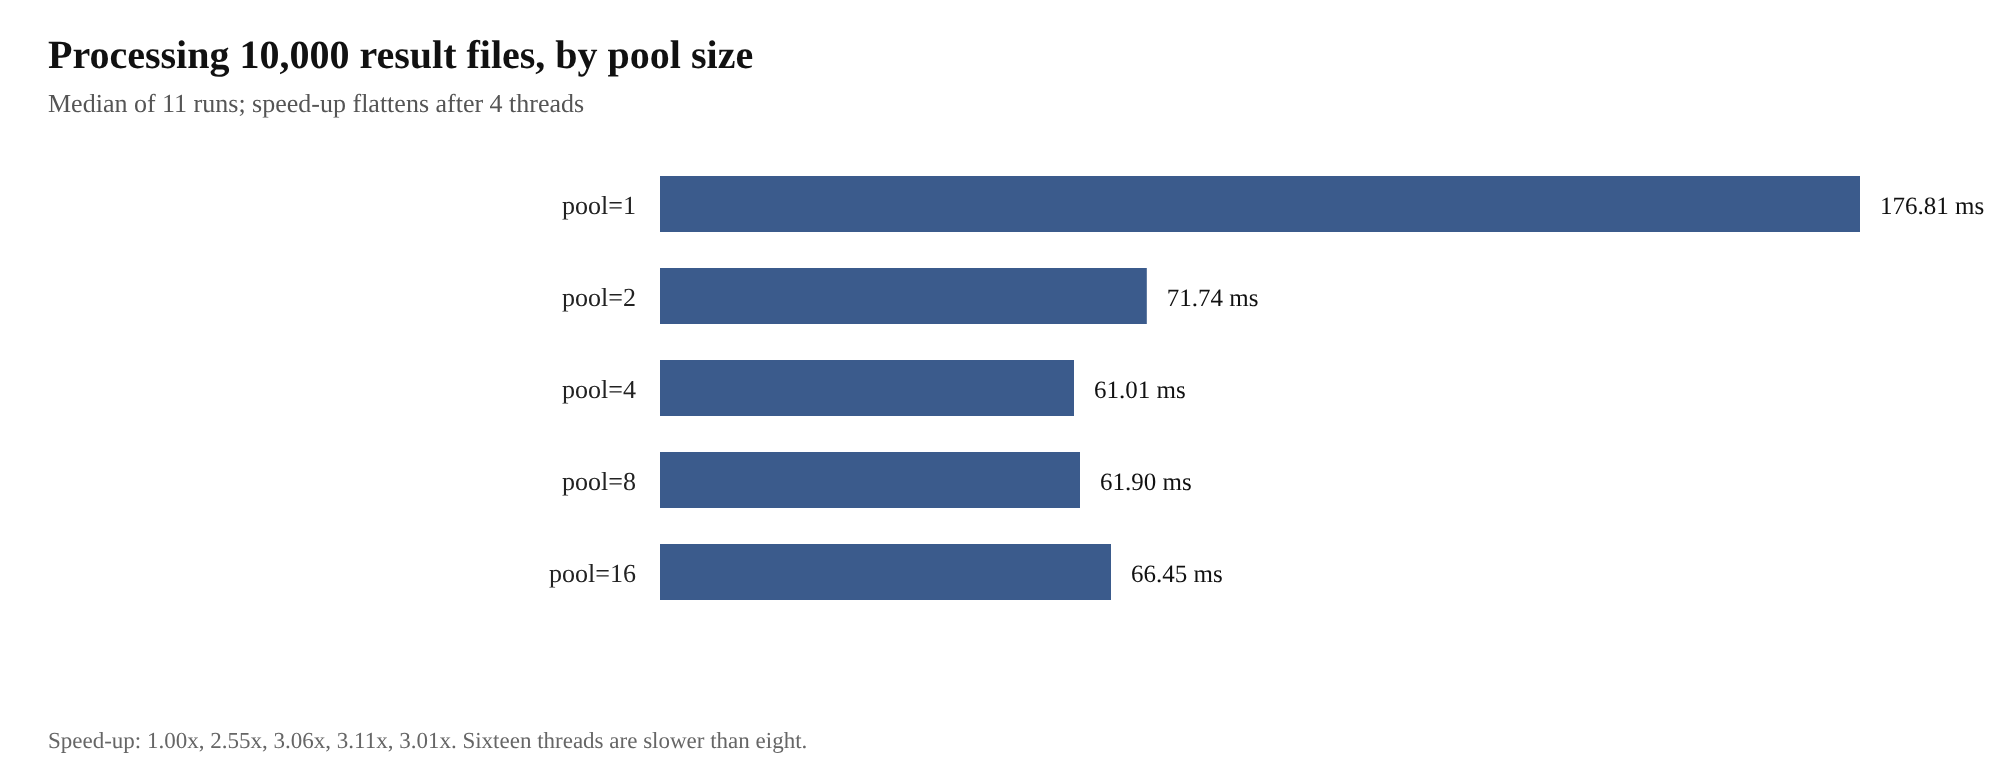 Processing 10,000 result files, by pool size
Median of 11 runs; speed-up flattens after 4 threads
pool=1 176.81 ms
pool=2 71.74 ms
pool=4 61.01 ms
pool=8 61.90 ms
pool=16 66.45 ms
Speed-up: 1.00x, 2.55x, 3.06x, 3.11x, 3.01x. Sixteen threads are slower than eight.